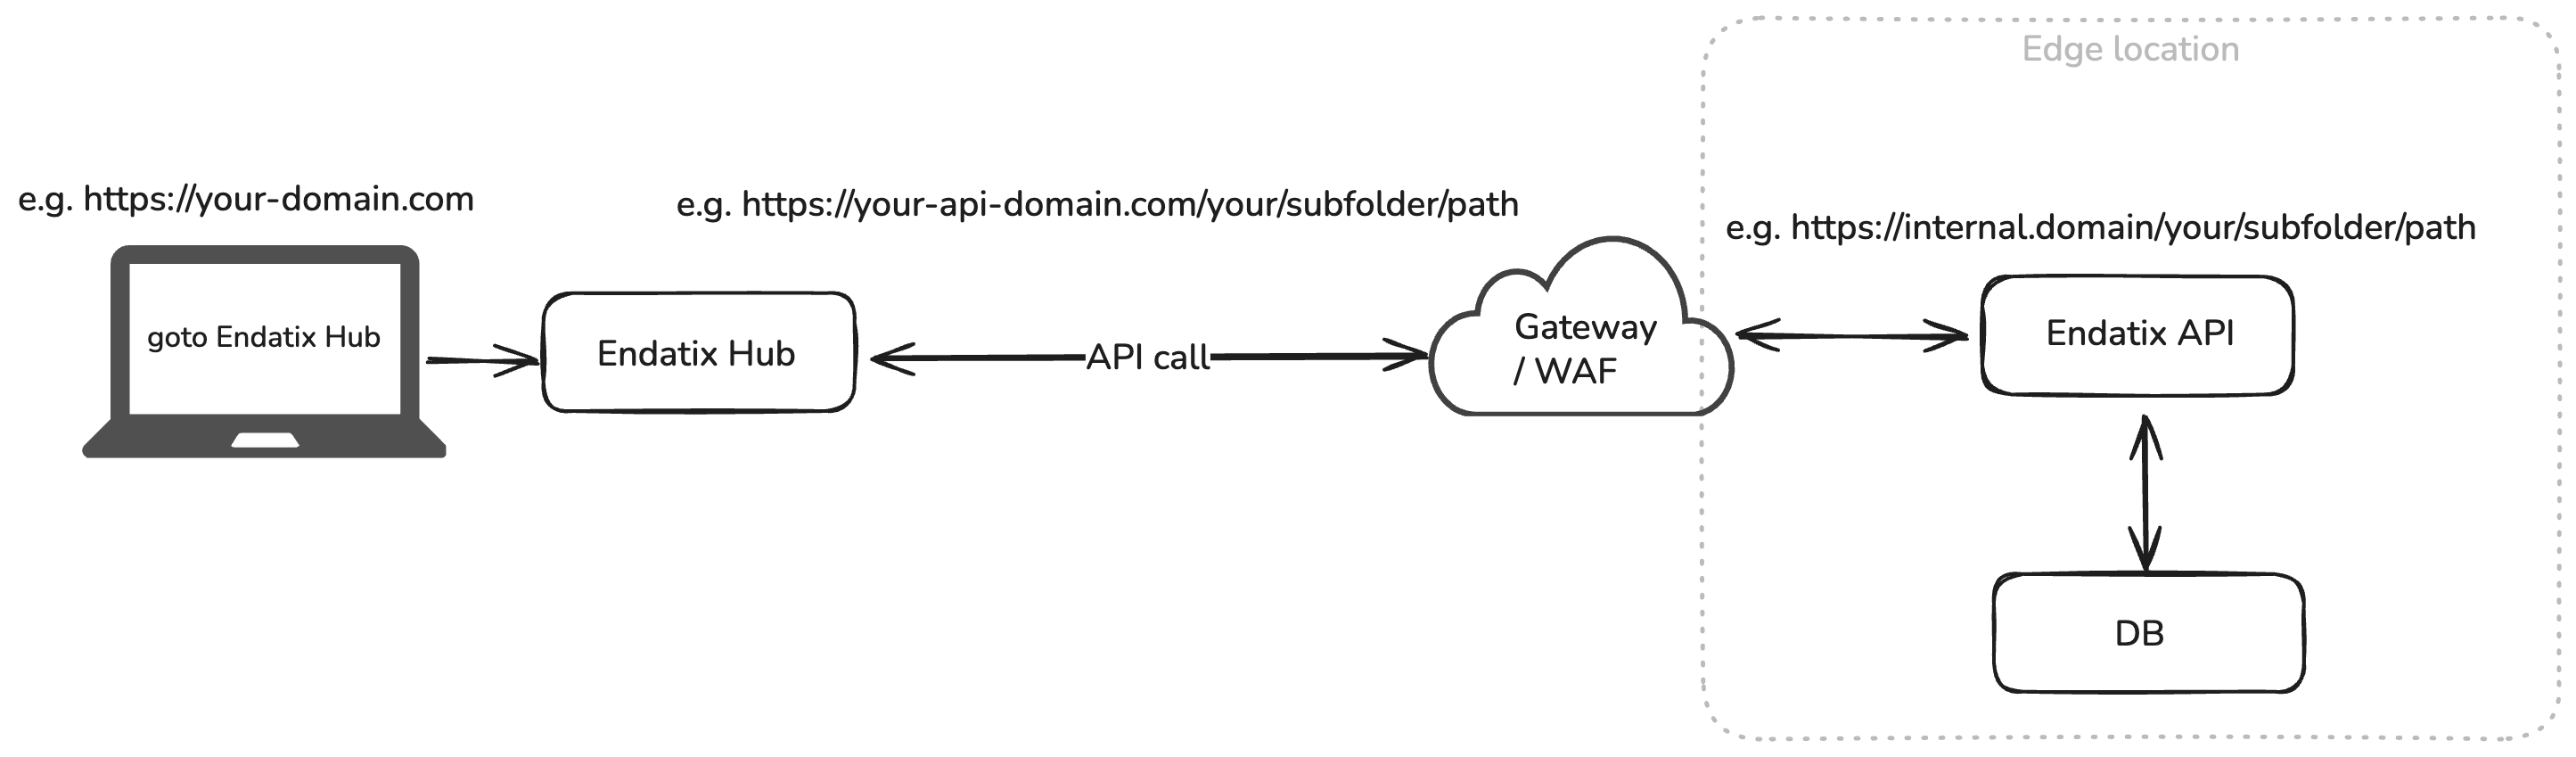 Edge location
e.g. https://your-domain.com
e.g. https://your-api-domain.com/your/subfolder/path
e.g. https://internal.domain/your/subfolder/path
goto Endatix Hub
Endatix Hub
API call
Gateway
/ WAF
Endatix API
DB